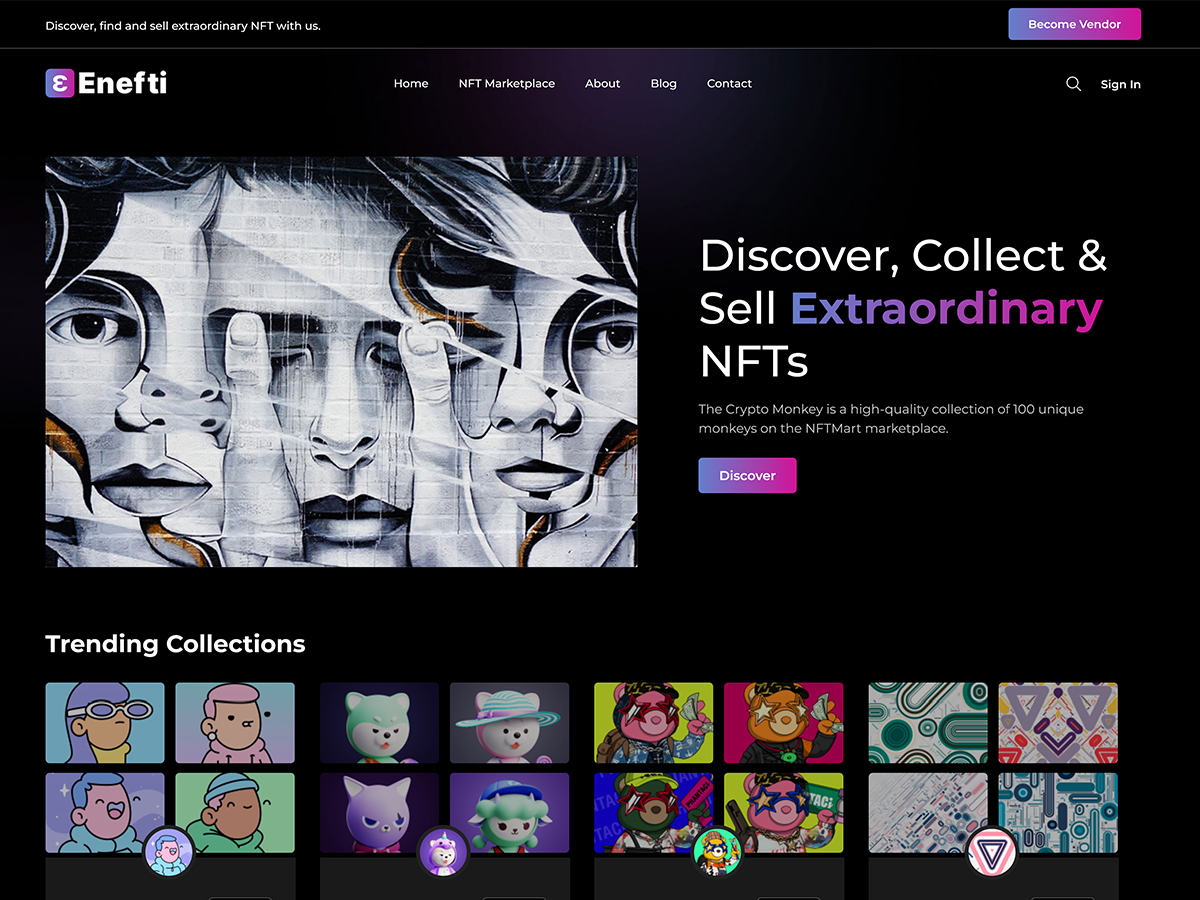 Discover, find and sell extraordinary NFT with us.
Become Vendor
Enefti
Home NFT Marketplace About Blog Contact
Sign In
Discover, Collect &
Sell Extraordinary
NFTs
The Crypto Monkey is a high-quality collection of 100 unique
monkeys on the NFTMart marketplace.
Discover
Trending Collections